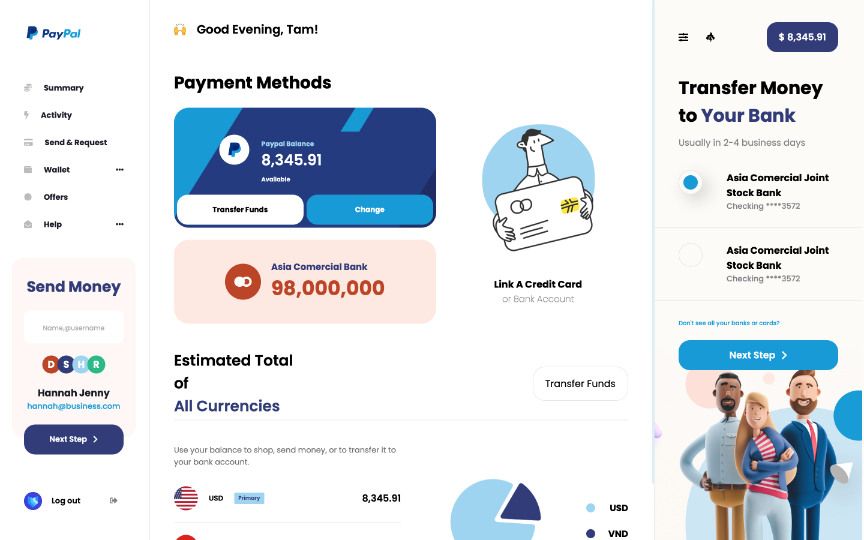 PayPal
Summary
Activity
Send & Request
Wallet
Offers
Help
Send Money
Name,@username
D S H R
Hannah Jenny
hannah@business.com
Next Step
Log out
Good Evening, Tam!
Payment Methods
Paypal Balance
8,345.91
Available
Transfer Funds
Change
Asia Comercial Bank
98,000,000
Link A Credit Card
or Bank Account
Estimated Total
of
All Currencies
Transfer Funds
Use your balance to shop, send money, or to transfer it to
your bank account.
USD Primary 8,345.91
USD
VND
$ 8,345.91
Transfer Money
to Your Bank
Usually in 2-4 business days
Asia Comercial Joint
Stock Bank
Checking ****3572
Asia Comercial Joint
Stock Bank
Checking ****3572
Don't see all your banks or cards?
Next Step